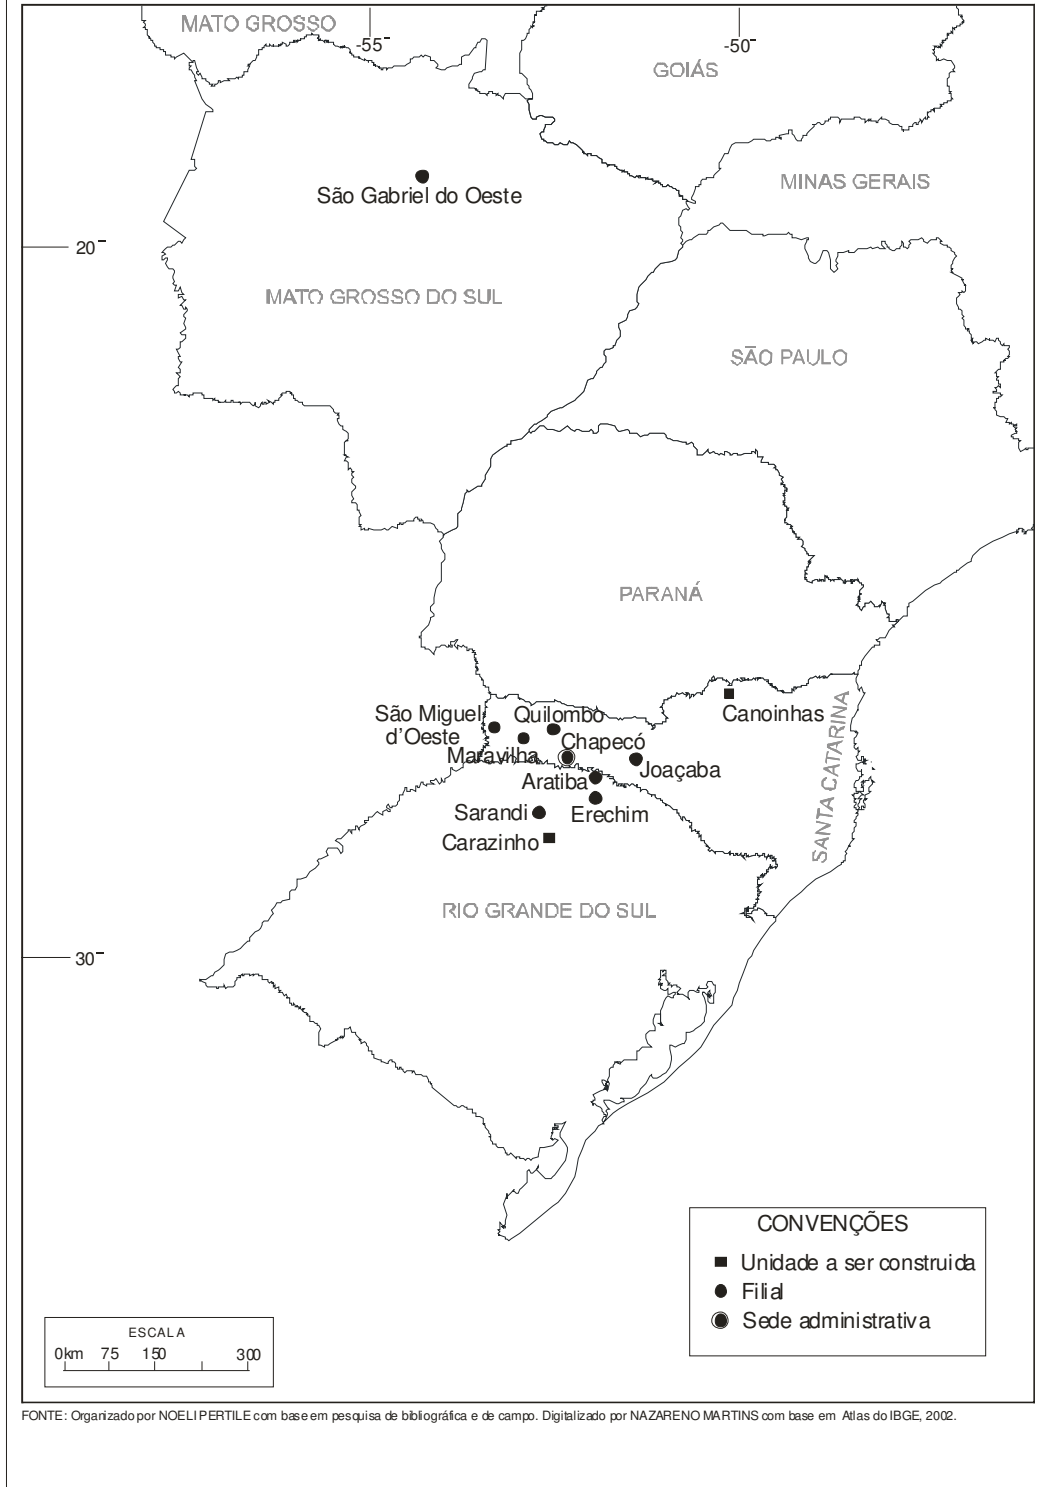 MATO GROSSO
-55
-50
GOIÁS
MINAS GERAIS
São Gabriel do Oeste
20
MATO GROSSO DO SUL
SÃO PAULO
PARANÁ
São Miguel
d'Oeste
Quilombo
Canoinhas
Maravilha
Chapecó
Joaçaba
Aratiba
Sarandi
Erechim
Carazinho
SANTA CATARINA
RIO GRANDE DO SUL
30
CONVENÇÕES
Unidade a ser construida
Filial
Sede administrativa
ESCALA
0km 75 150 300
FONTE: Organizado por NOELI PERTILE com base em pesquisa de bibliográfica e de campo. Digitalizado por NAZARENO MARTINS com base em Atlas do IBGE, 2002.